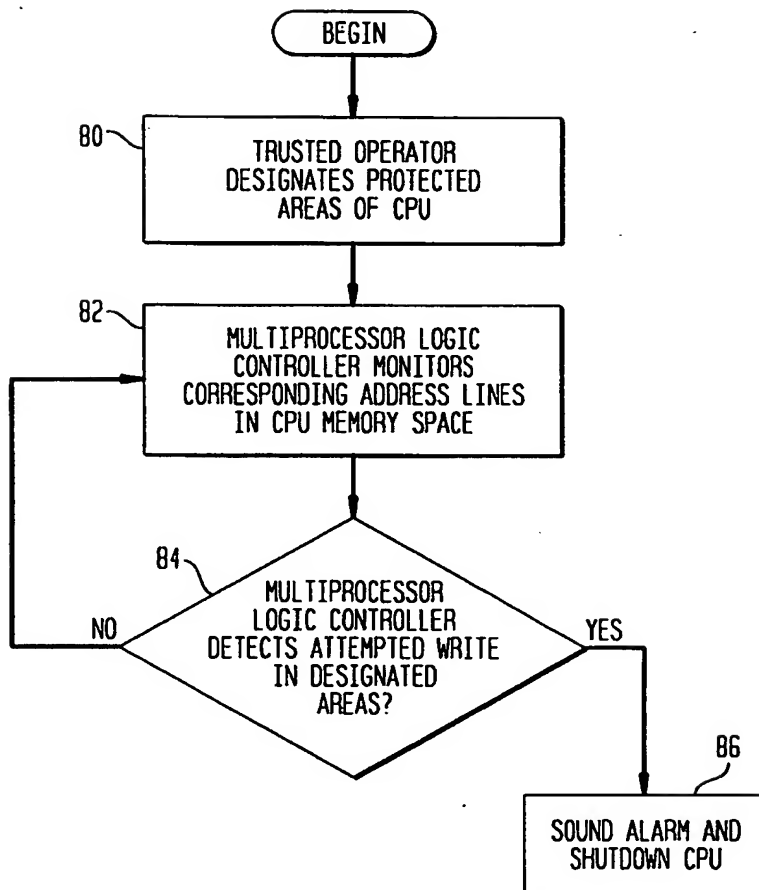 BEGIN
80
TRUSTED OPERATOR
DESIGNATES PROTECTED
AREAS OF CPU
82
MULTIPROCESSOR LOGIC
CONTROLLER MONITORS
CORRESPONDING ADDRESS LINES
IN CPU MEMORY SPACE
84
MULTIPROCESSOR
LOGIC CONTROLLER
DETECTS ATTEMPTED WRITE
IN DESIGNATED
AREAS?
NO
YES
86
SOUND ALARM AND
SHUTDOWN CPU